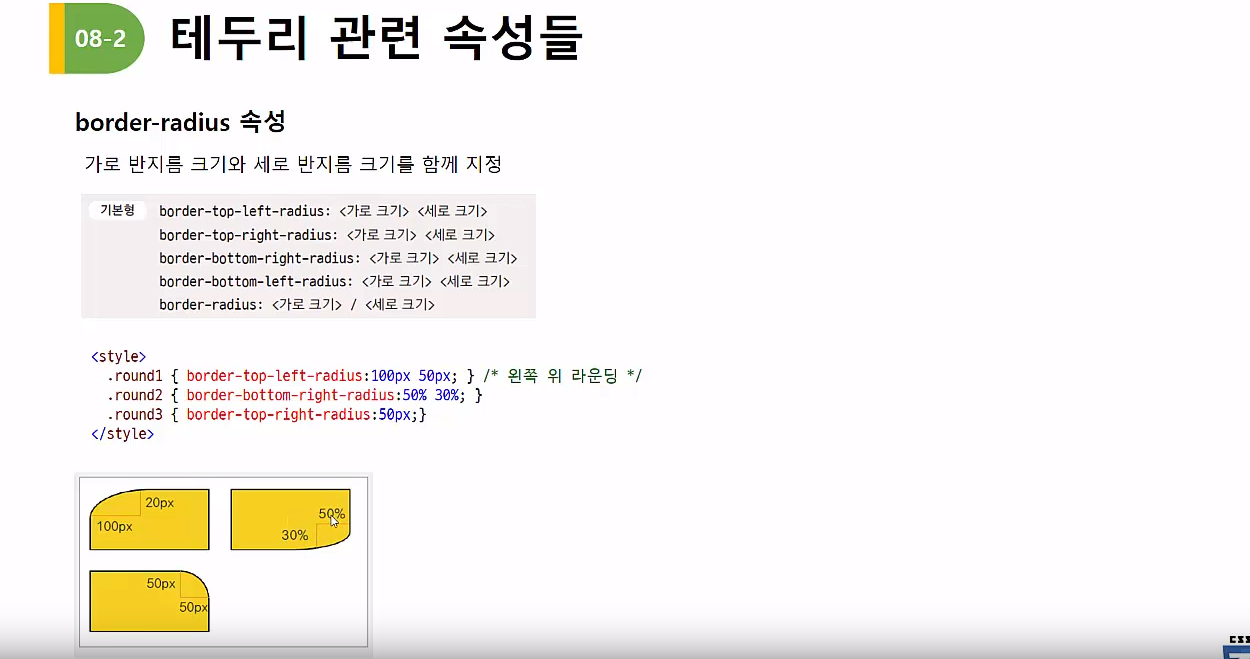 08-2 테두리 관련 속성들
border-radius 속성
가로 반지름 크기와 세로 반지름 크기를 함께 지정
기본형 border-top-left-radius: <가로 크기> <세로 크기>
border-top-right-radius: <가로 크기> <세로 크기>
border-bottom-right-radius: <가로 크기> <세로 크기>
border-bottom-left-radius: <가로 크기> <세로 크기>
border-radius: <가로 크기> / <세로 크기>
<style>
.round1 { border-top-left-radius:100px 50px; } /* 왼쪽 위 라운딩 */
.round2 { border-bottom-right-radius:50% 30%; }
.round3 { border-top-right-radius:50px;}
</style>
20px
100px
50%
30%
50px
50px
CSS